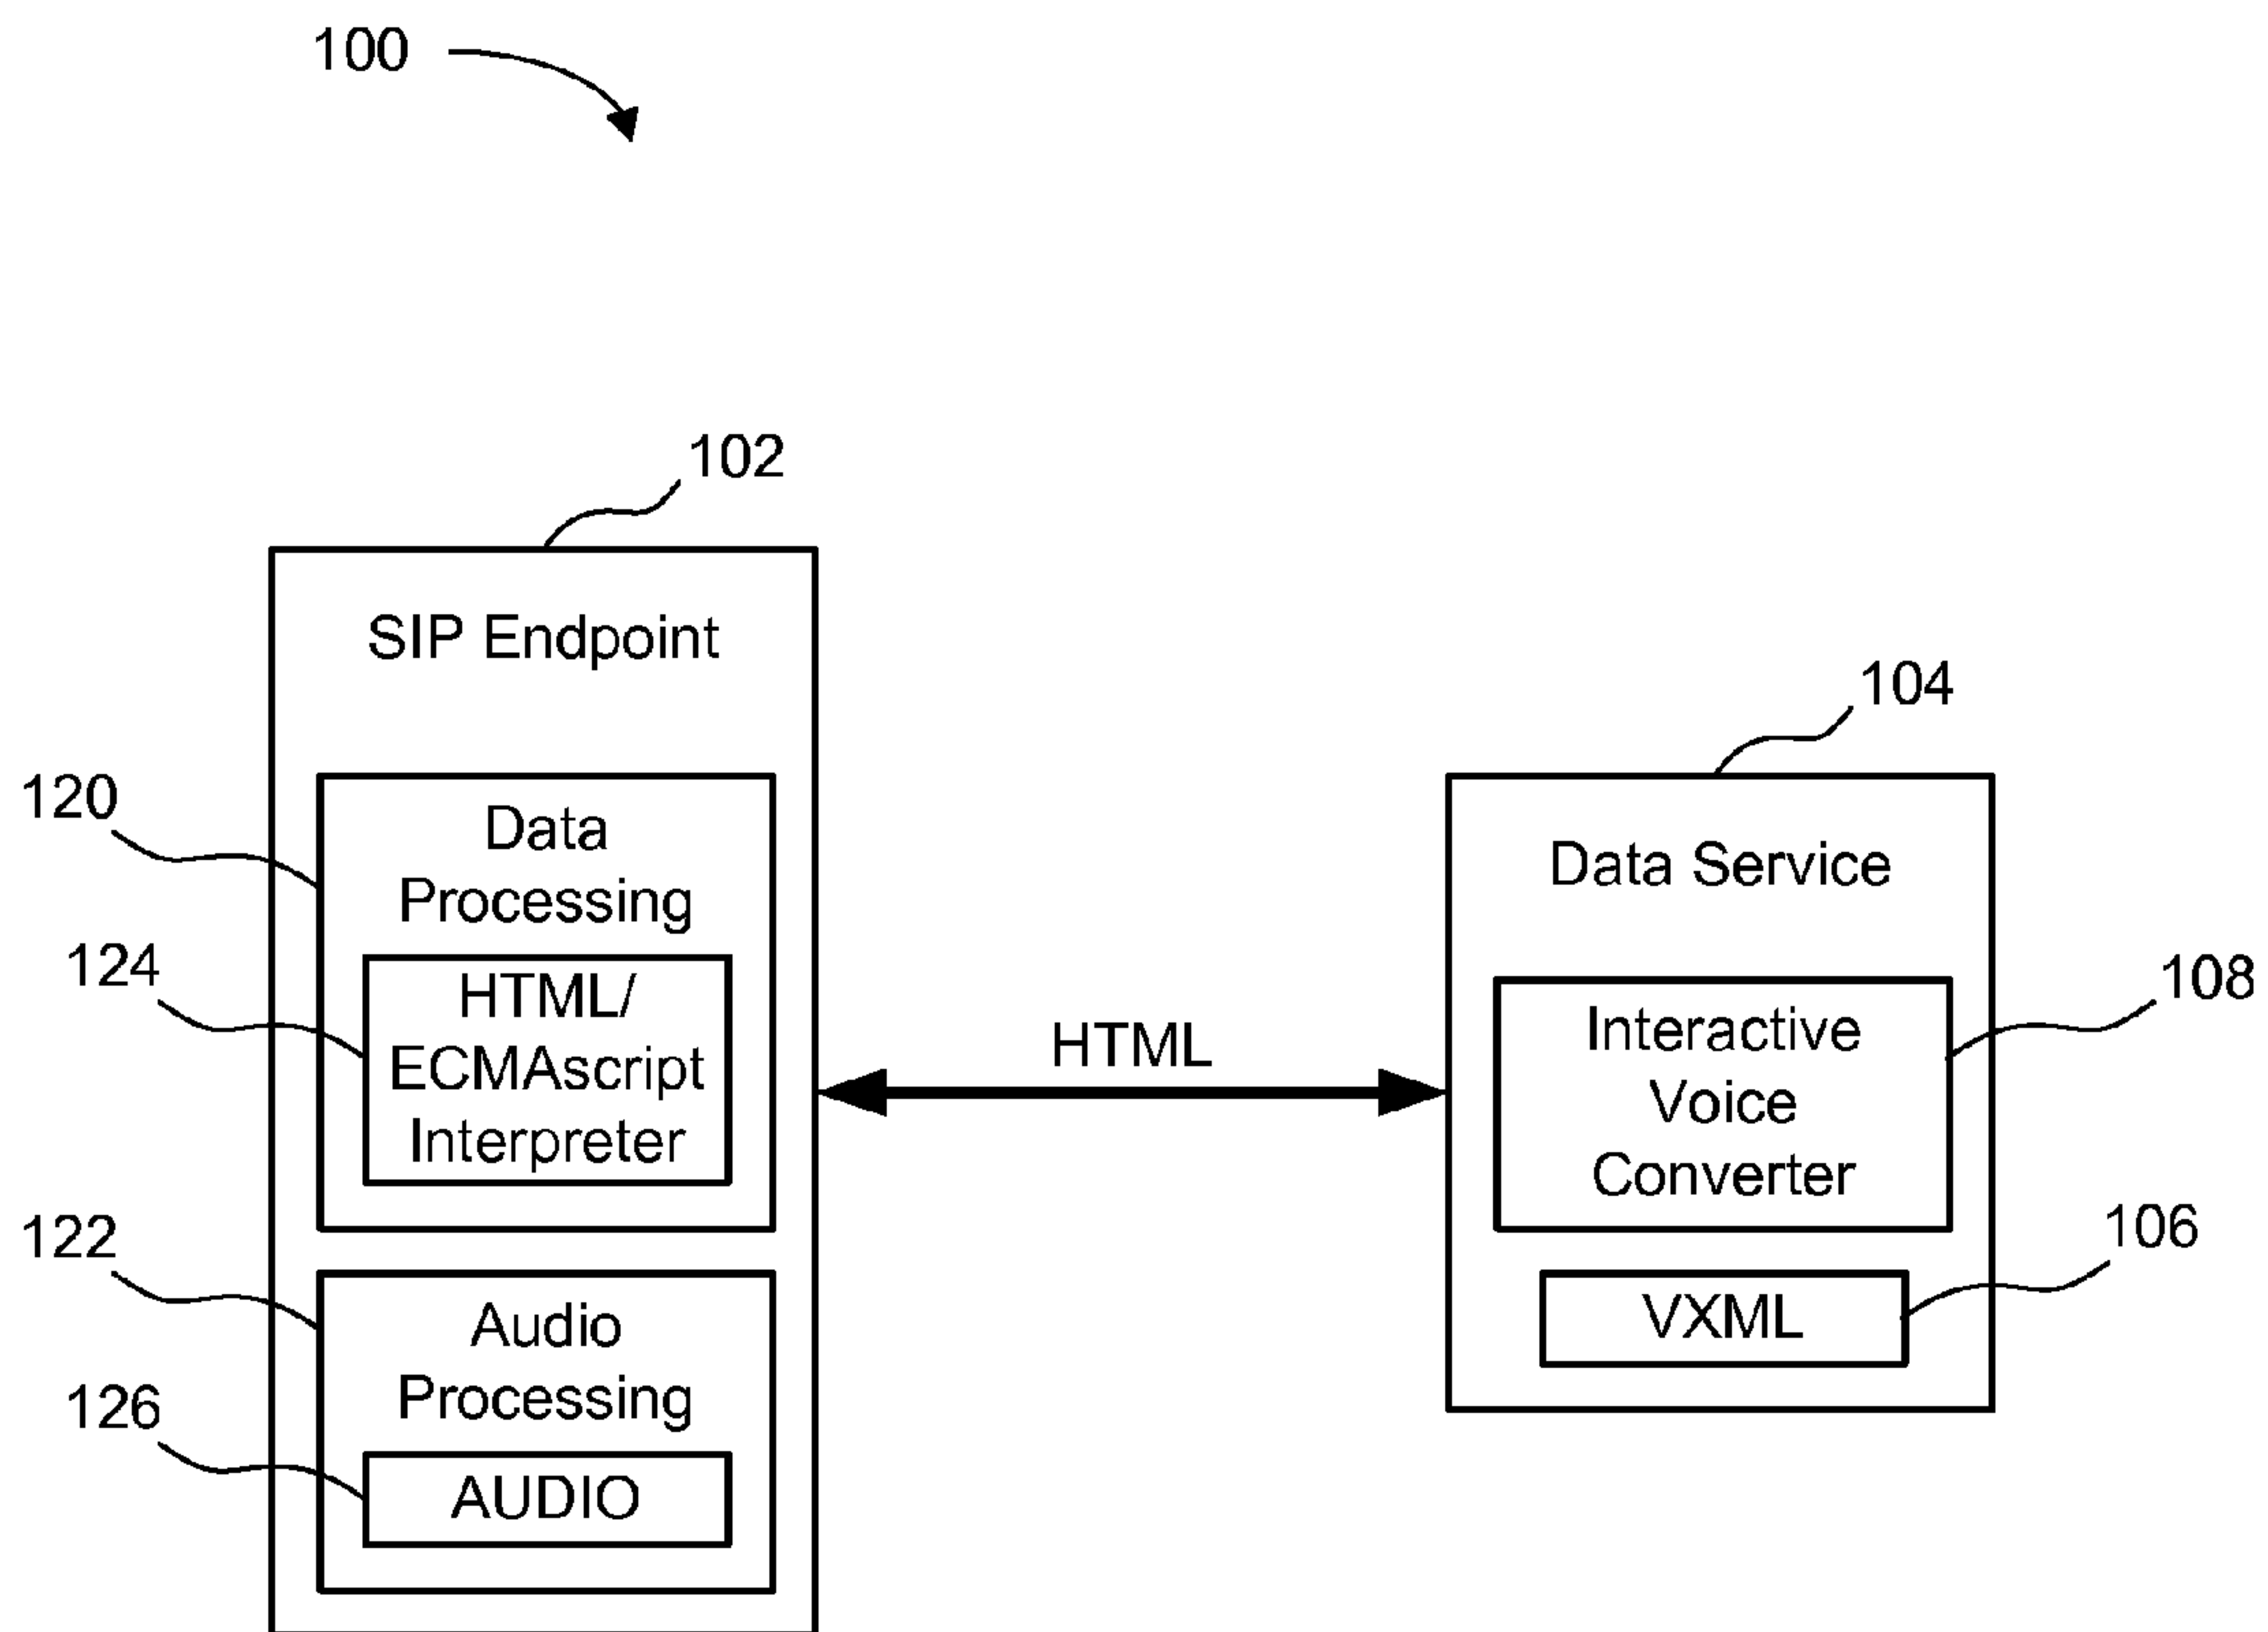 100
102
SIP Endpoint
104
120
Data
Processing
Data Service
124
HTML/
ECMAscript
Interpreter
HTML
108
Interactive
Voice
Converter
122
Audio
Processing
106
VXML
126
AUDIO